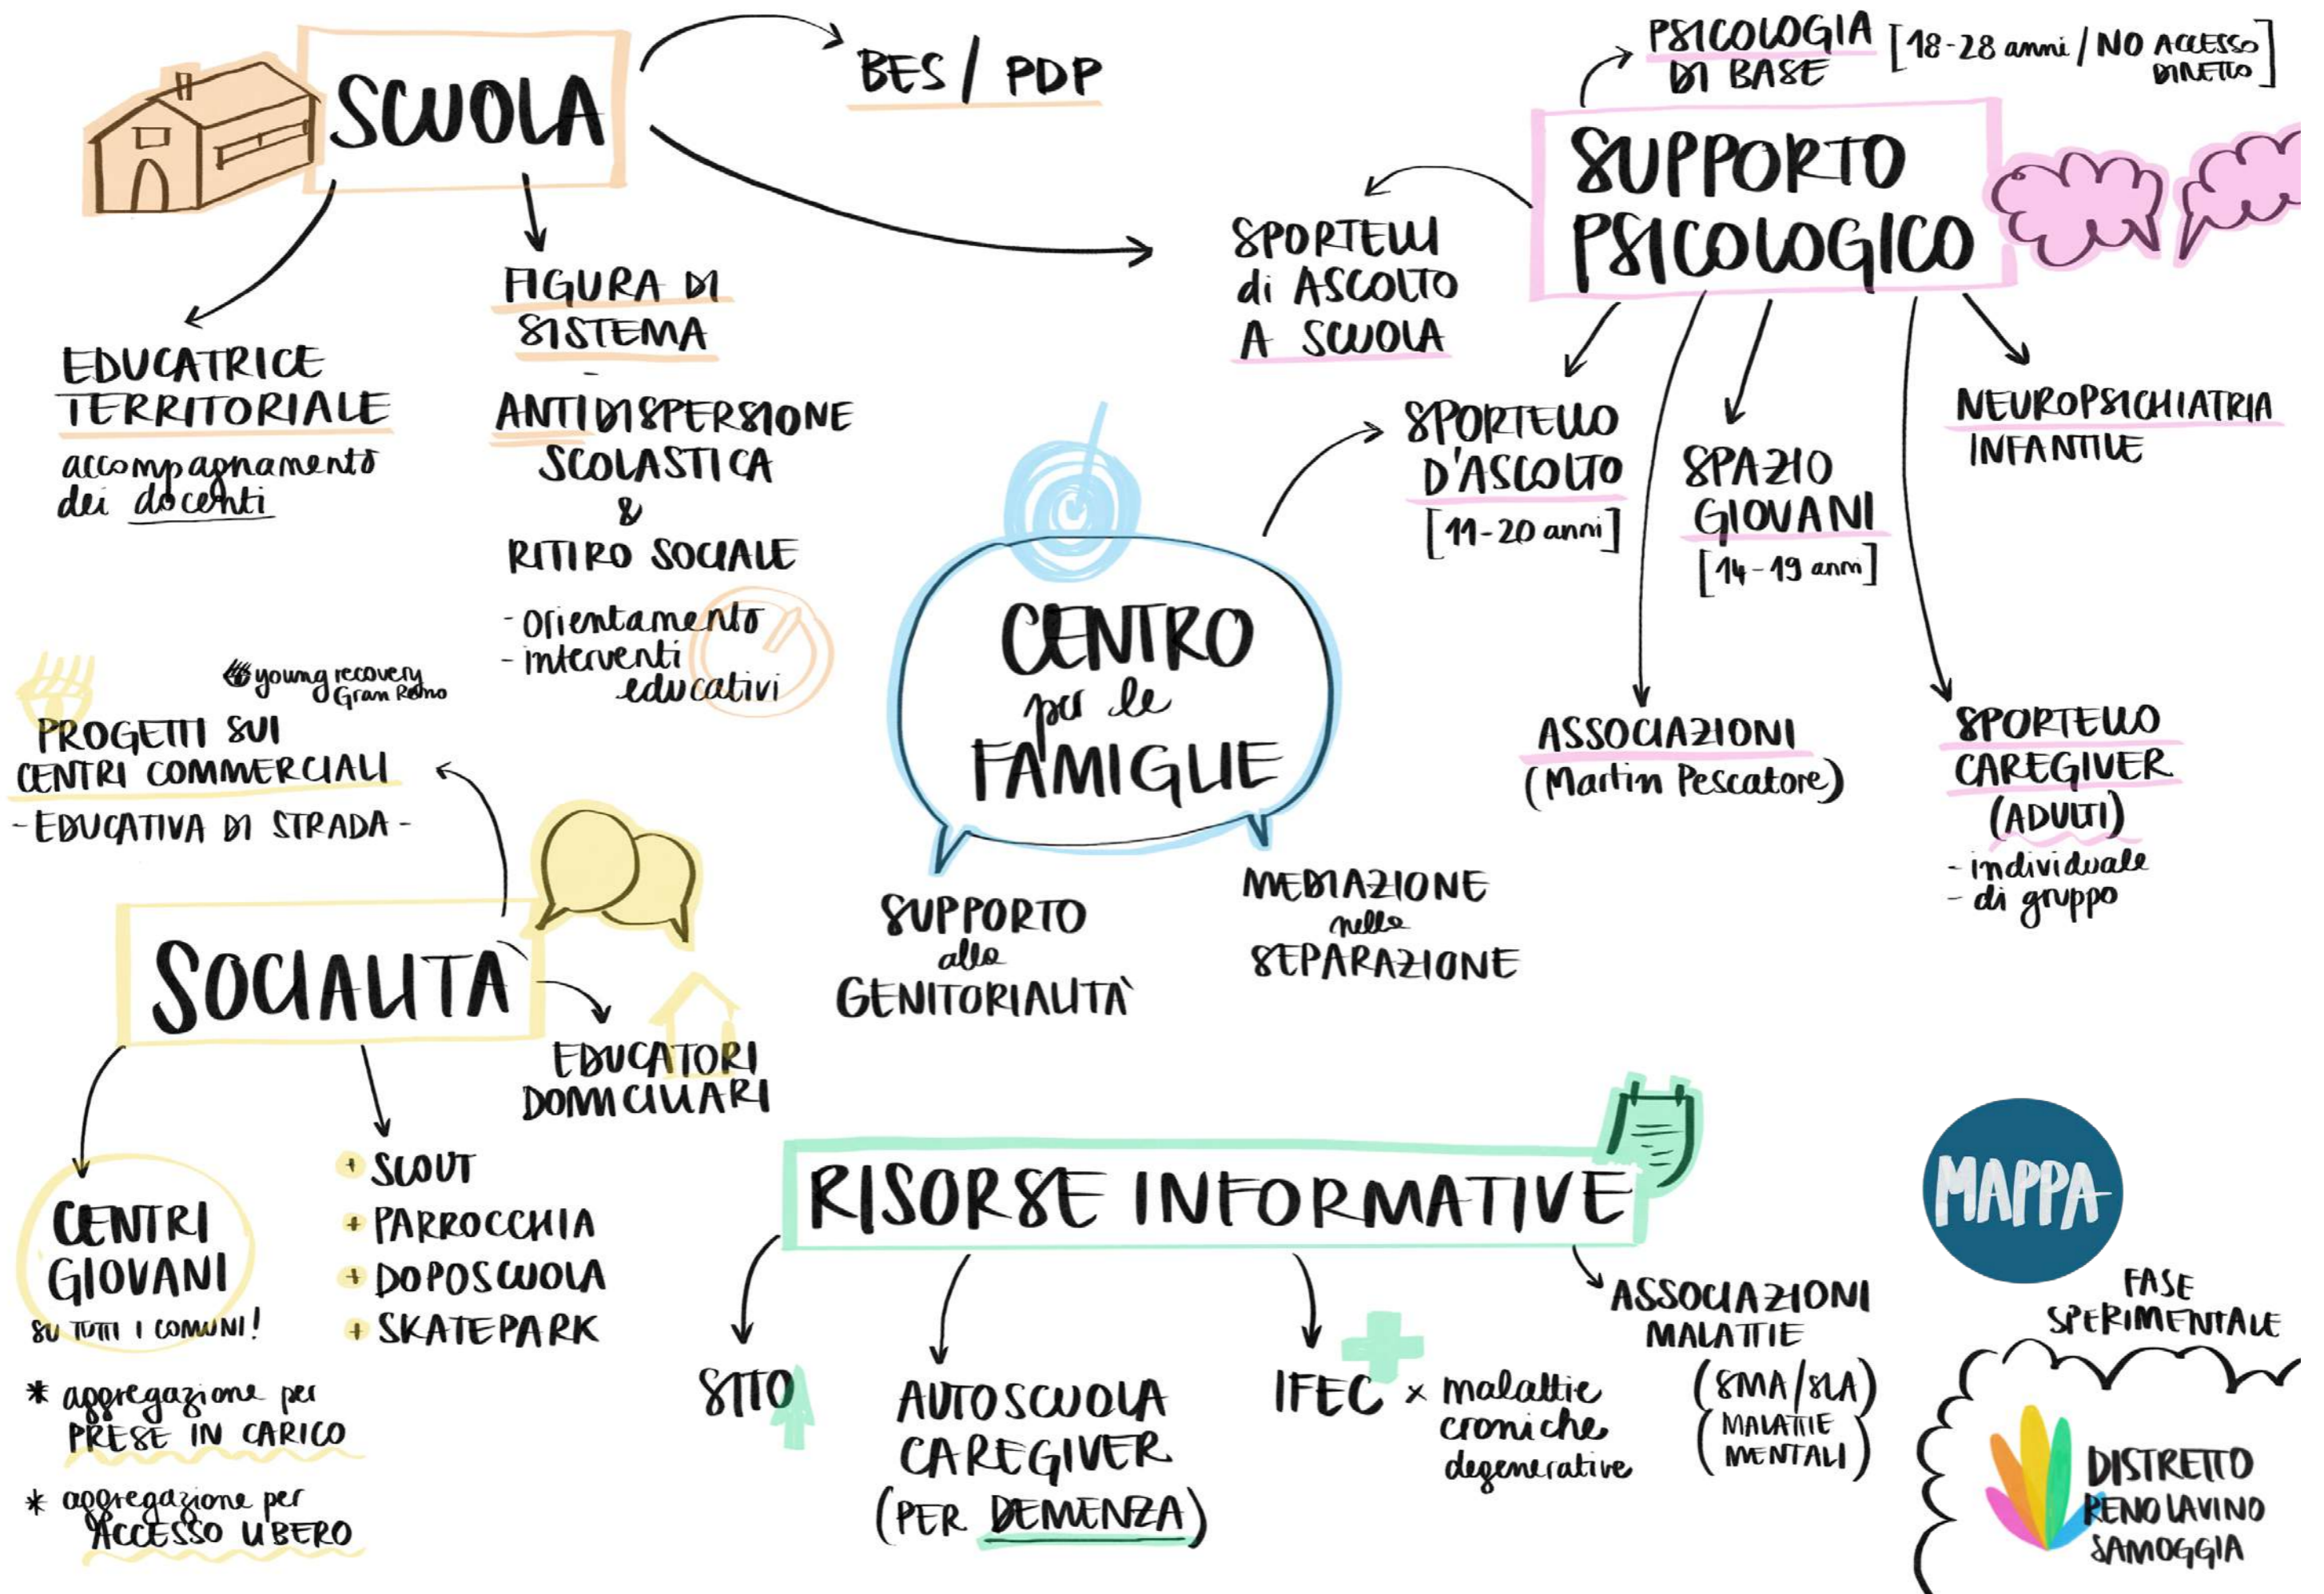 SCUOLA
BES / PDP
EDUCATRICE
TERRITORIALE
accompagnamento
dei docenti
FIGURA DI
SISTEMA
-
ANTIDISPERSIONE
SCOLASTICA
&
RITIRO SOCIALE
- orientamento
- interventi
educativi
PSICOLOGIA
DI BASE
[18-28 anni / NO ACCESSO
DIRETTO]
SUPPORTO
PSICOLOGICO
SPORTELLI
di ASCOLTO
A SCUOLA
SPORTELLO
D'ASCOLTO
[11-20 anni]
SPAZIO
GIOVANI
[14-19 anni]
NEUROPSICHIATRIA
INFANTILE
ASSOCIAZIONI
(Martin Pescatore)
SPORTELLO
CAREGIVER
(ADULTI)
- individuale
- di gruppo
CENTRO
per le
FAMIGLIE
SUPPORTO
alla
GENITORIALITÀ
MEDIAZIONE
nella
SEPARAZIONE
young recovery
Gran Reno
PROGETTI SUI
CENTRI COMMERCIALI
- EDUCATIVA DI STRADA -
SOCIALITÀ
EDUCATORI
DOMICILIARI
CENTRI
GIOVANI
SU TUTTI I COMUNI!
* aggregazione per
PRESE IN CARICO
* aggregazione per
ACCESSO LIBERO
+ SCOUT
+ PARROCCHIA
+ DOPOSCUOLA
+ SKATEPARK
RISORSE INFORMATIVE
SITO
AUTOSCUOLA
CAREGIVER
(PER DEMENZA)
IFEC x malattie
croniche
degenerative
ASSOCIAZIONI
MALATTIE
(SMA/SLA)
(MALATTIE
MENTALI)
MAPPA
FASE
SPERIMENTALE
DISTRETTO
RENO LAVINO
SAMOGGIA